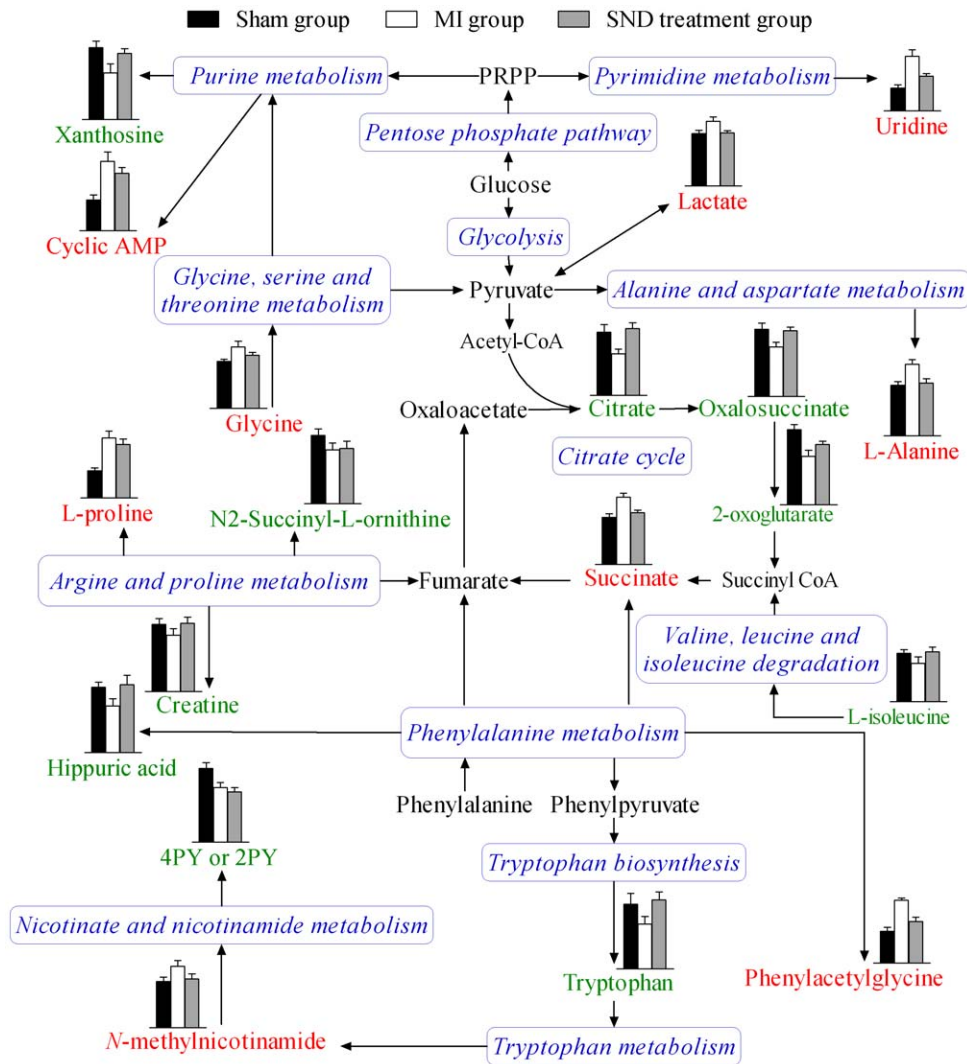 Sham group MI group SND treatment group
Purine metabolism PRPP Pyrimidine metabolism
Xanthosine Uridine
Pentose phosphate pathway
Glucose Lactate
Cyclic AMP
Glycolysis
Glycine, serine and
threonine metabolism
Pyruvate Alanine and aspartate metabolism
Acetyl-CoA
Glycine Oxaloacetate Citrate Oxalosuccinate
L-Alanine
Citrate cycle
L-proline N2-Succinyl-L-ornithine 2-oxoglutarate
Argine and proline metabolism Fumarate Succinate Succinyl CoA
Valine, leucine and
isoleucine degradation
Creatine L-isoleucine
Phenylalanine metabolism
Hippuric acid
Phenylalanine Phenylpyruvate
4PY or 2PY Tryptophan biosynthesis
Nicotinate and nicotinamide metabolism
Tryptophan Phenylacetylglycine
N-methylnicotinamide Tryptophan metabolism